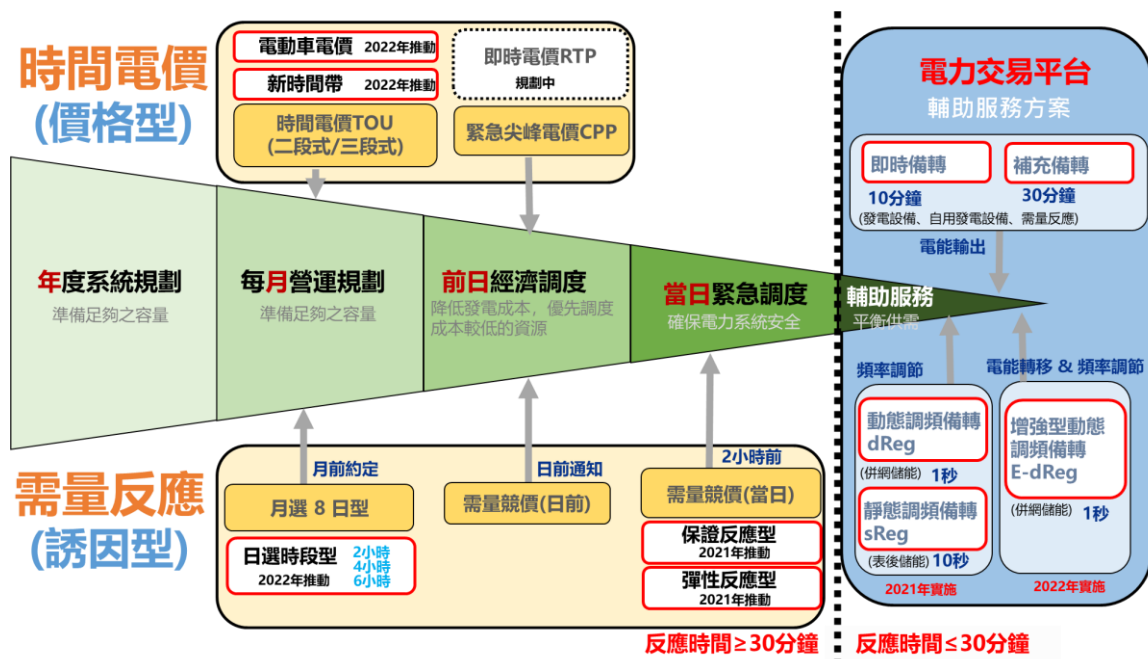 時間電價
(價格型)
電動車電價 2022年推動
新時間帶 2022年推動
時間電價TOU
(二段式/三段式)
即時電價RTP
規劃中
緊急尖峰電價CPP
電力交易平台
輔助服務方案
即時備轉
補充備轉
10分鐘
30分鐘
(發電設備、自用發電設備、需量反應)
電能輸出
年度系統規劃
準備足夠之容量
每月營運規劃
準備足夠之容量
前日經濟調度
降低發電成本，優先調度
成本較低的資源
當日緊急調度
確保電力系統安全
輔助服務
平衡供需
需量反應
(誘因型)
月前約定
月選 8 日型
日選時段型
2022年推動
2小時
4小時
6小時
日前通知
需量競價(日前)
2小時前
需量競價(當日)
保證反應型
2021年推動
彈性反應型
2021年推動
頻率調節
動態調頻備轉
dReg
(併網儲能) 1秒
靜態調頻備轉
sReg
(表後儲能) 10秒
2021年實施
電能轉移 & 頻率調節
增強型動態
調頻備轉
E-dReg
(併網儲能) 1秒
2022年實施
反應時間≥30分鐘
反應時間≤30分鐘